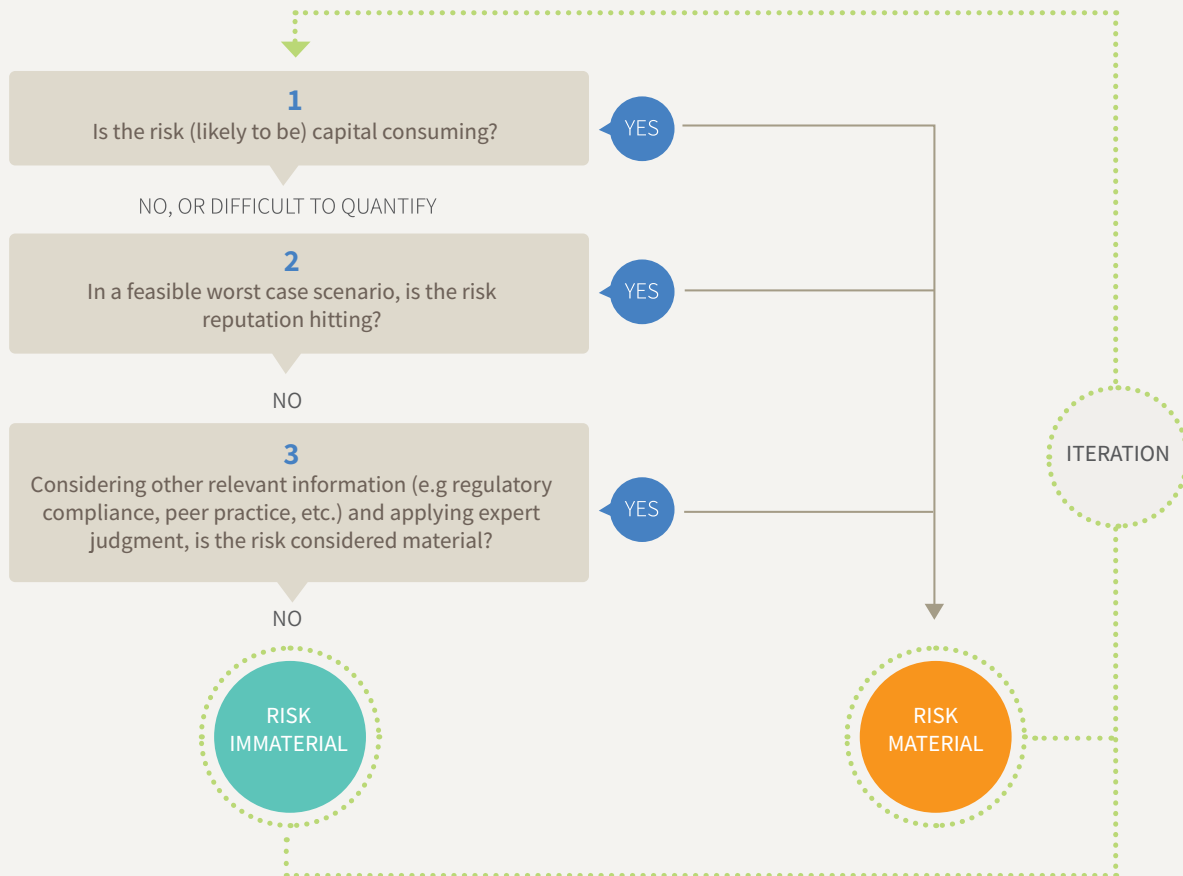 1
Is the risk (likely to be) capital consuming?
YES
NO, OR DIFFICULT TO QUANTIFY
2
In a feasible worst case scenario, is the risk
reputation hitting?
YES
NO
3
Considering other relevant information (e.g regulatory
compliance, peer practice, etc.) and applying expert
judgment, is the risk considered material?
YES
ITERATION
NO
RISK
IMMATERIAL
RISK
MATERIAL